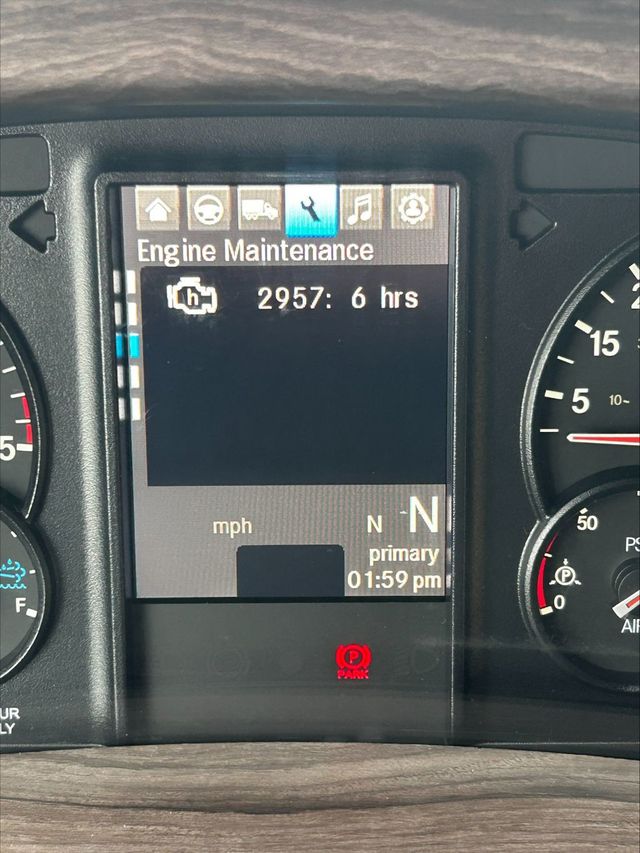 Engine Maintenance
h 2957: 6 hrs
mph
N -N
primary
01:59 pm
P
PARK
5
F
15
5
10
50
P
0
AIR